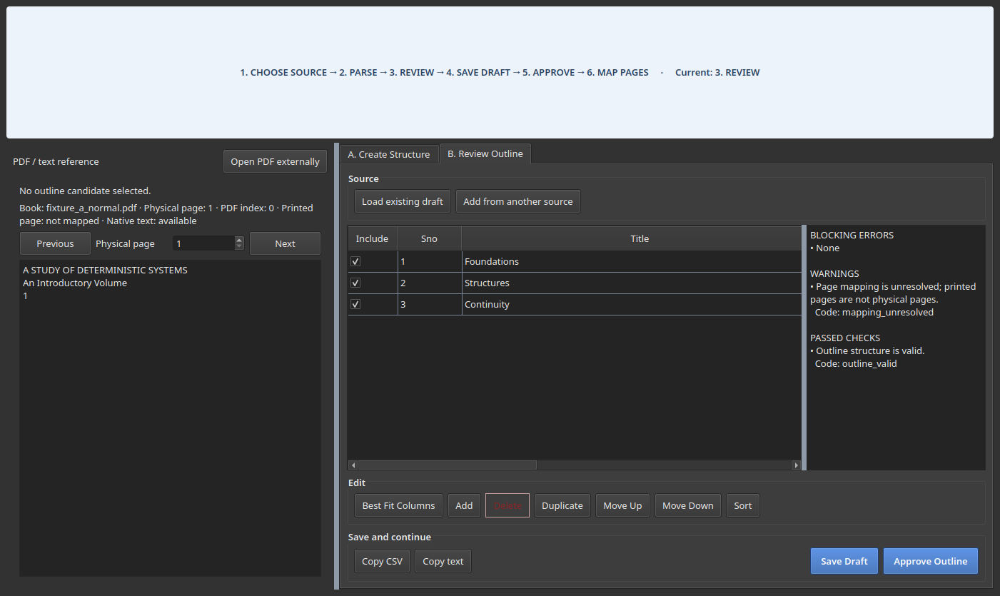 1. CHOOSE SOURCE → 2. PARSE → 3. REVIEW → 4. SAVE DRAFT → 5. APPROVE → 6. MAP PAGES · Current: 3. REVIEW
PDF / text reference
Open PDF externally
No outline candidate selected.
Book: fixture_a_normal.pdf · Physical page: 1 · PDF index: 0 · Printed
page: not mapped · Native text: available
Previous
Physical page
1
Next
A STUDY OF DETERMINISTIC SYSTEMS
An Introductory Volume
1
A. Create Structure
B. Review Outline
Source
Load existing draft
Add from another source
Include Sno Title
1 Foundations
2 Structures
3 Continuity
BLOCKING ERRORS
• None
WARNINGS
• Page mapping is unresolved; printed
pages are not physical pages.
Code: mapping_unresolved
PASSED CHECKS
• Outline structure is valid.
Code: outline_valid
Edit
Best Fit Columns
Add
Delete
Duplicate
Move Up
Move Down
Sort
Save and continue
Copy CSV
Copy text
Save Draft
Approve Outline